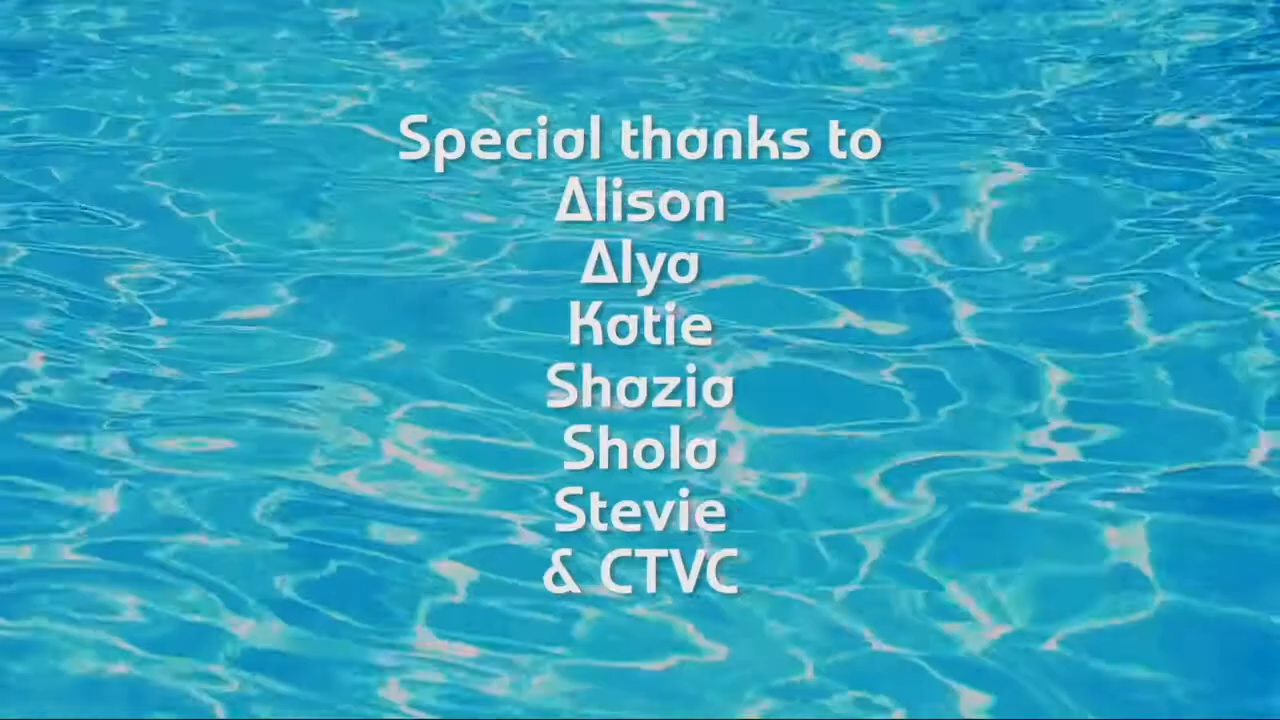 Special thanks to
Alison
Alya
Katie
Shazia
Shola
Stevie
& CTVC